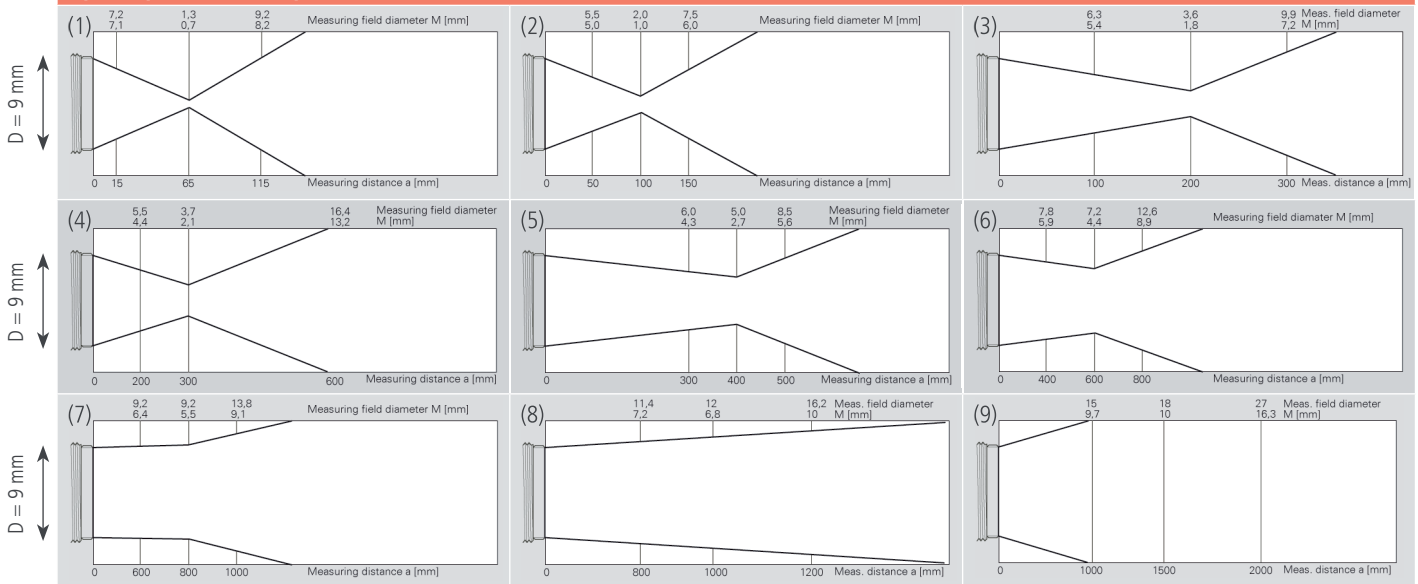 (1)
7,2 1,3 9,2 Measuring field diameter M [mm]
7,1 0,7 8,2
D = 9 mm
0 15 65 115 Measuring distance a [mm]
(2)
5,5 2,0 7,5 Measuring field diameter M [mm]
5,0 1,0 6,0
0 50 100 150 Measuring distance a [mm]
(3)
6,3 3,6 9,9 Meas. field diameter
5,4 1,8 7,2 M [mm]
0 100 200 300 Meas. distance a [mm]
(4)
5,5 3,7 16,4 Measuring field diameter
4,4 2,1 13,2 M [mm]
D = 9 mm
0 200 300 600 Measuring distance a [mm]
(5)
6,0 5,0 8,5 Measuring field diameter
4,3 2,7 5,6 M [mm]
0 300 400 500 Measuring distance a [mm]
(6)
7,8 7,2 12,6 Measuring field diamater M [mm]
5,9 4,4 8,9
0 400 600 800 Measuring distance a [mm]
(7)
9,2 9,2 13,8 Measuring field diameter M [mm]
6,4 5,5 9,1
D = 9 mm
0 600 800 1000 Measuring distance a [mm]
(8)
11,4 12 16,2 Meas. field diameter
7,2 6,8 10 M [mm]
0 800 1000 1200 Meas. distance a [mm]
(9)
15 18 27 Meas. field diameter
9,7 10 16,3 M [mm]
0 1000 1500 2000 Meas. distance a [mm]